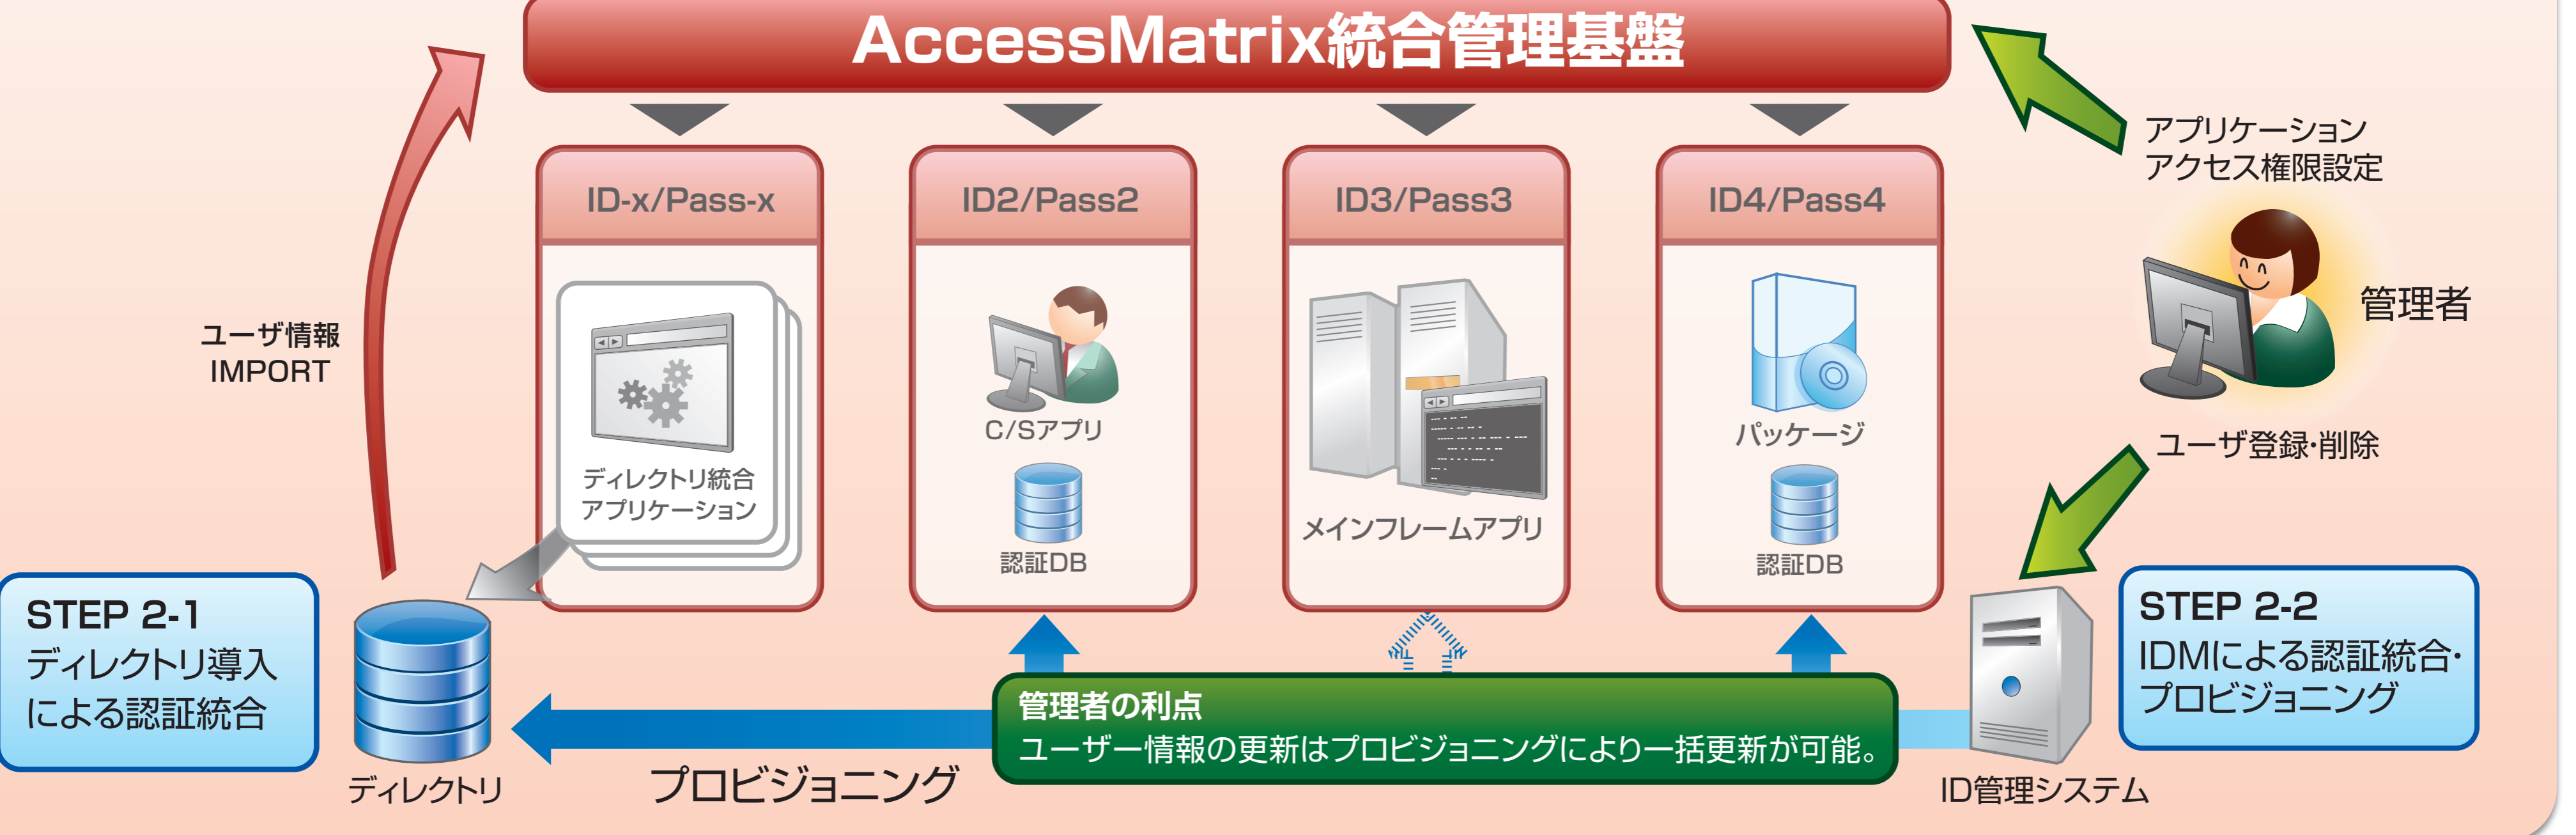 AccessMatrix統合管理基盤
アプリケーション
アクセス権限設定
ID-x/Pass-x
ID2/Pass2
ID3/Pass3
ID4/Pass4
管理者
ユーザ情報
IMPORT
C/Sアプリ
パッケージ
ユーザ登録・削除
ディレクトリ統合
アプリケーション
メインフレームアプリ
認証DB
認証DB
STEP 2-1
ディレクトリ導入
による認証統合
STEP 2-2
IDMによる認証統合・
プロビジョニング
管理者の利点
ユーザー情報の更新はプロビジョニングにより一括更新が可能。
ディレクトリ
プロビジョニング
ID管理システム